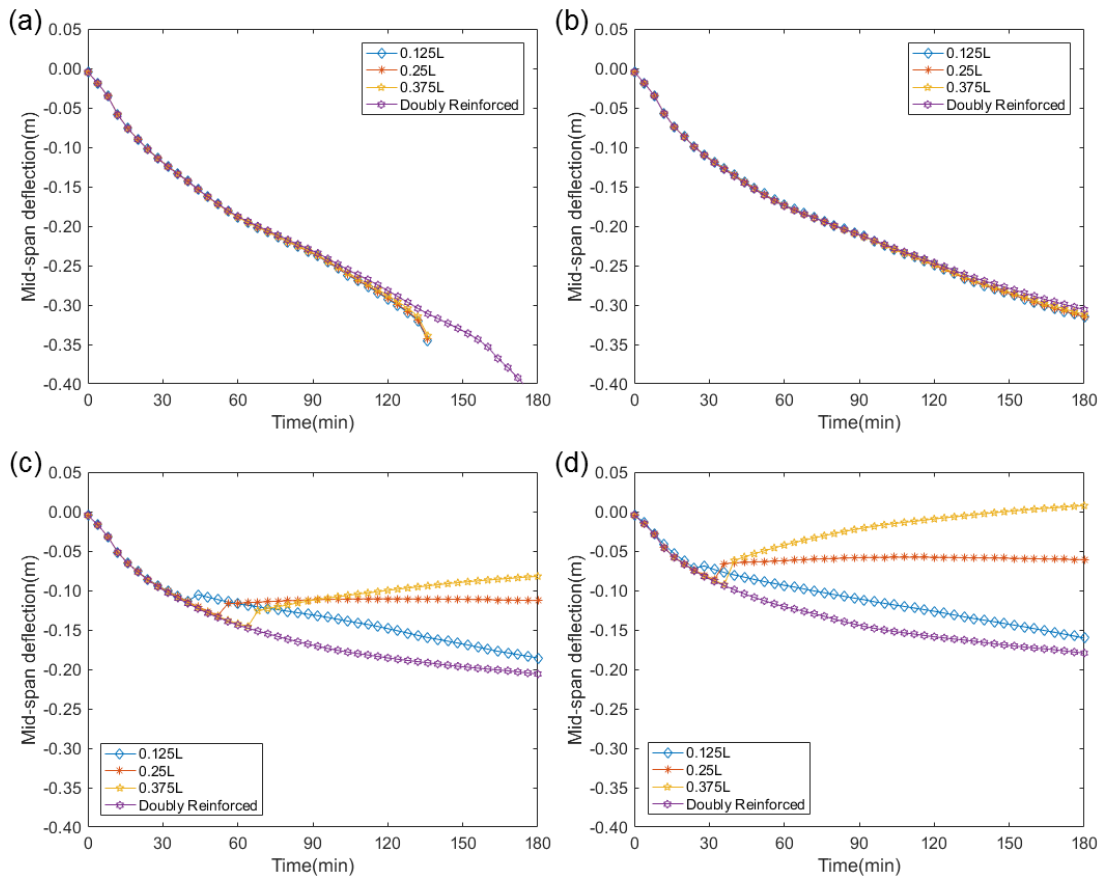 (a)
0.05
0.00
-0.05
-0.10
-0.15
-0.20
-0.25
-0.30
-0.35
-0.40
Mid-span deflection(m)
0.125L
0.25L
0.375L
Doubly Reinforced
0 30 60 90 120 150 180
Time(min)
(b)
0.05
0.00
-0.05
-0.10
-0.15
-0.20
-0.25
-0.30
-0.35
-0.40
Mid-span deflection(m)
0.125L
0.25L
0.375L
Doubly Reinforced
0 30 60 90 120 150 180
Time(min)
(c)
0.05
0.00
-0.05
-0.10
-0.15
-0.20
-0.25
-0.30
-0.35
-0.40
Mid-span deflection(m)
0.125L
0.25L
0.375L
Doubly Reinforced
0 30 60 90 120 150 180
Time(min)
(d)
0.05
0.00
-0.05
-0.10
-0.15
-0.20
-0.25
-0.30
-0.35
-0.40
Mid-span deflection(m)
0.125L
0.25L
0.375L
Doubly Reinforced
0 30 60 90 120 150 180
Time(min)